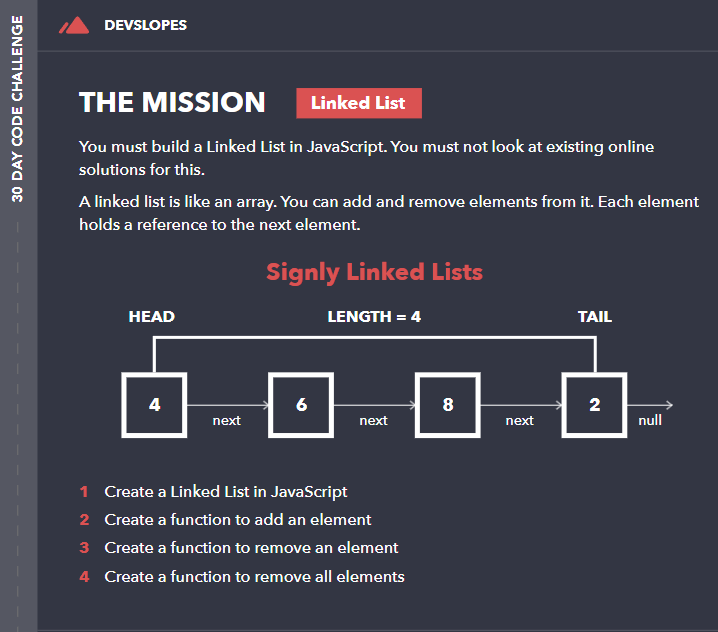 30 DAY CODE CHALLENGE
DEVSLOPES
THE MISSION
Linked List
You must build a Linked List in JavaScript. You must not look at existing online
solutions for this.
A linked list is like an array. You can add and remove elements from it. Each element
holds a reference to the next element.
Signly Linked Lists
HEAD LENGTH = 4 TAIL
4 6 8 2
next next next null
1 Create a Linked List in JavaScript
2 Create a function to add an element
3 Create a function to remove an element
4 Create a function to remove all elements